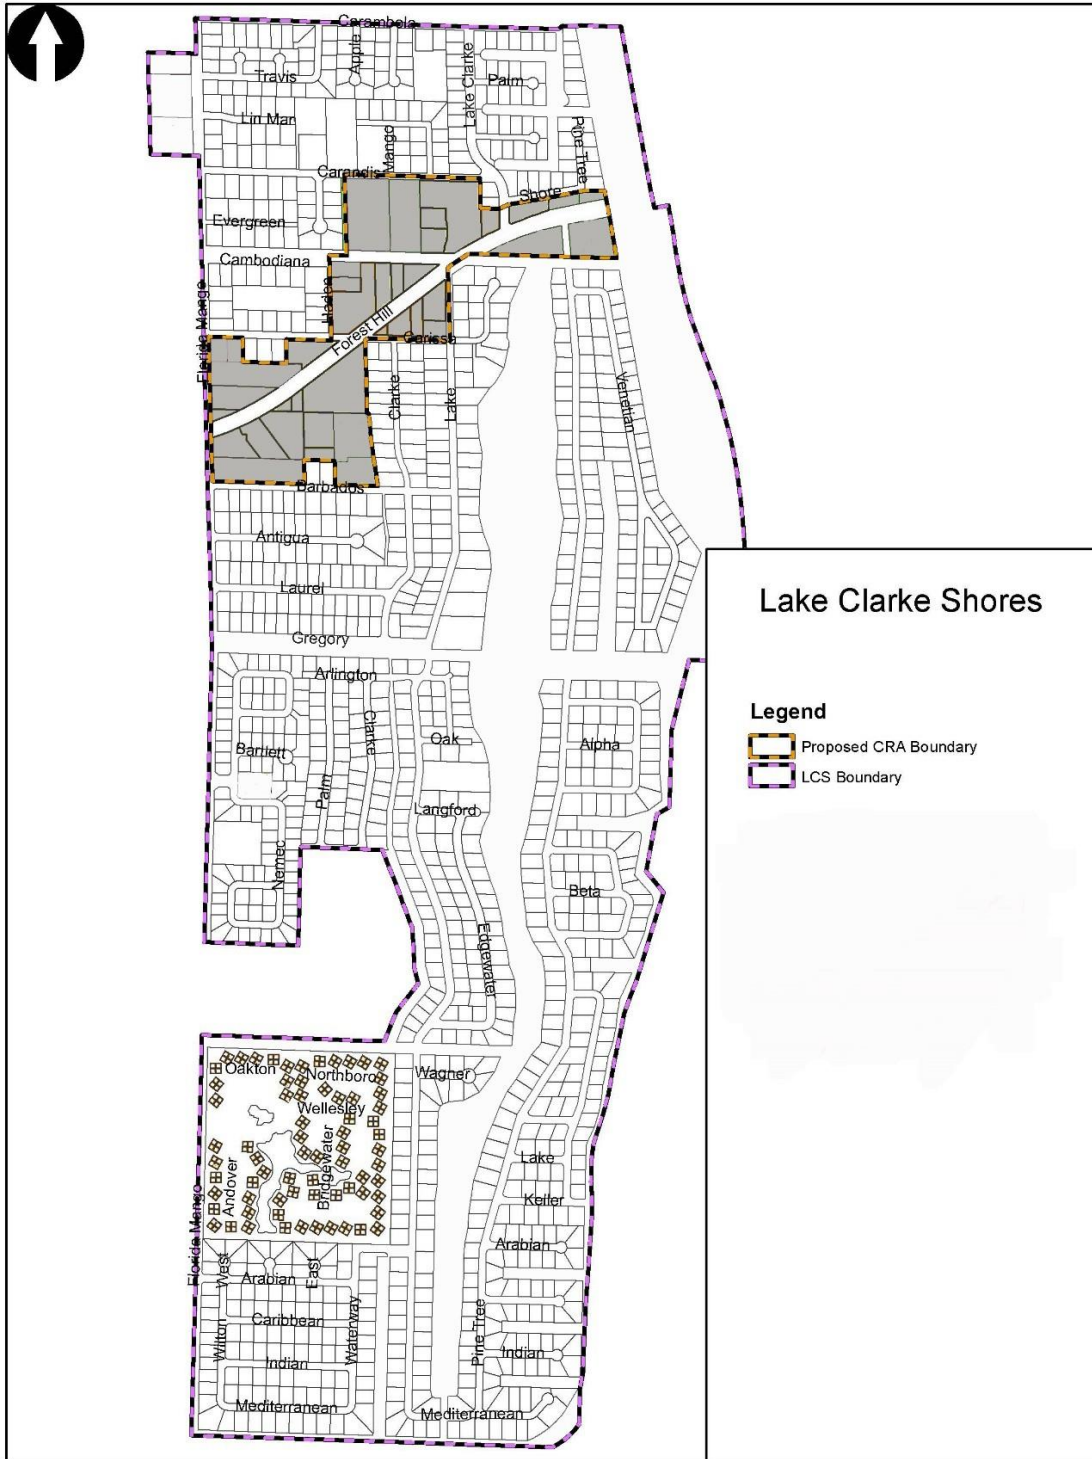 Carambola
Apple
Lake Clarke
Travis
Palm
Lin Mar
Mango
Pine Tree
Carandis
Shore
Evergreen
Cambodiana
Haden
Florida Mango
Forest Hill
Carissa
Clarke
Lake
Venetian
Barbados
Antigua
Laurel
Gregory
Arlington
Clarke
Oak
Alpha
Bartlett
Palm
Langford
Nemec
Beta
Edgewater
Lake Clarke Shores
Legend
Proposed CRA Boundary
LCS Boundary
Oakton
Northboro
Wagner
Wellesley
Bridgewater
Andover
Lake
Keller
Florida Mango
Arabian
West
East
Arabian
Caribbean
Waterway
Wilton
Pine Tree
Indian
Indian
Mediterranean
Mediterranean